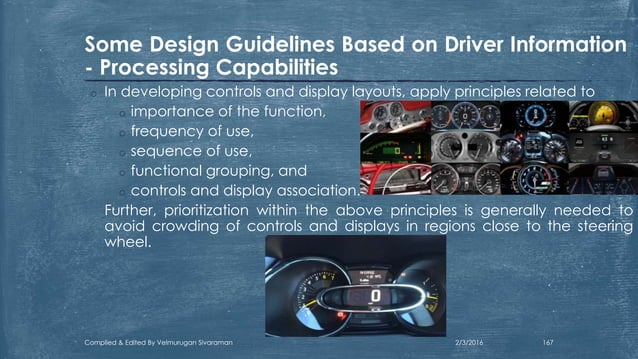 Some Design Guidelines Based on Driver Information
- Processing Capabilities
In developing controls and display layouts, apply principles related to
importance of the function,
frequency of use,
sequence of use,
functional grouping, and
controls and display association.
Further, prioritization within the above principles is generally needed to
avoid crowding of controls and displays in regions close to the steering
wheel.
0
Complied & Edited By Velmurugan Sivaraman 2/3/2016 167